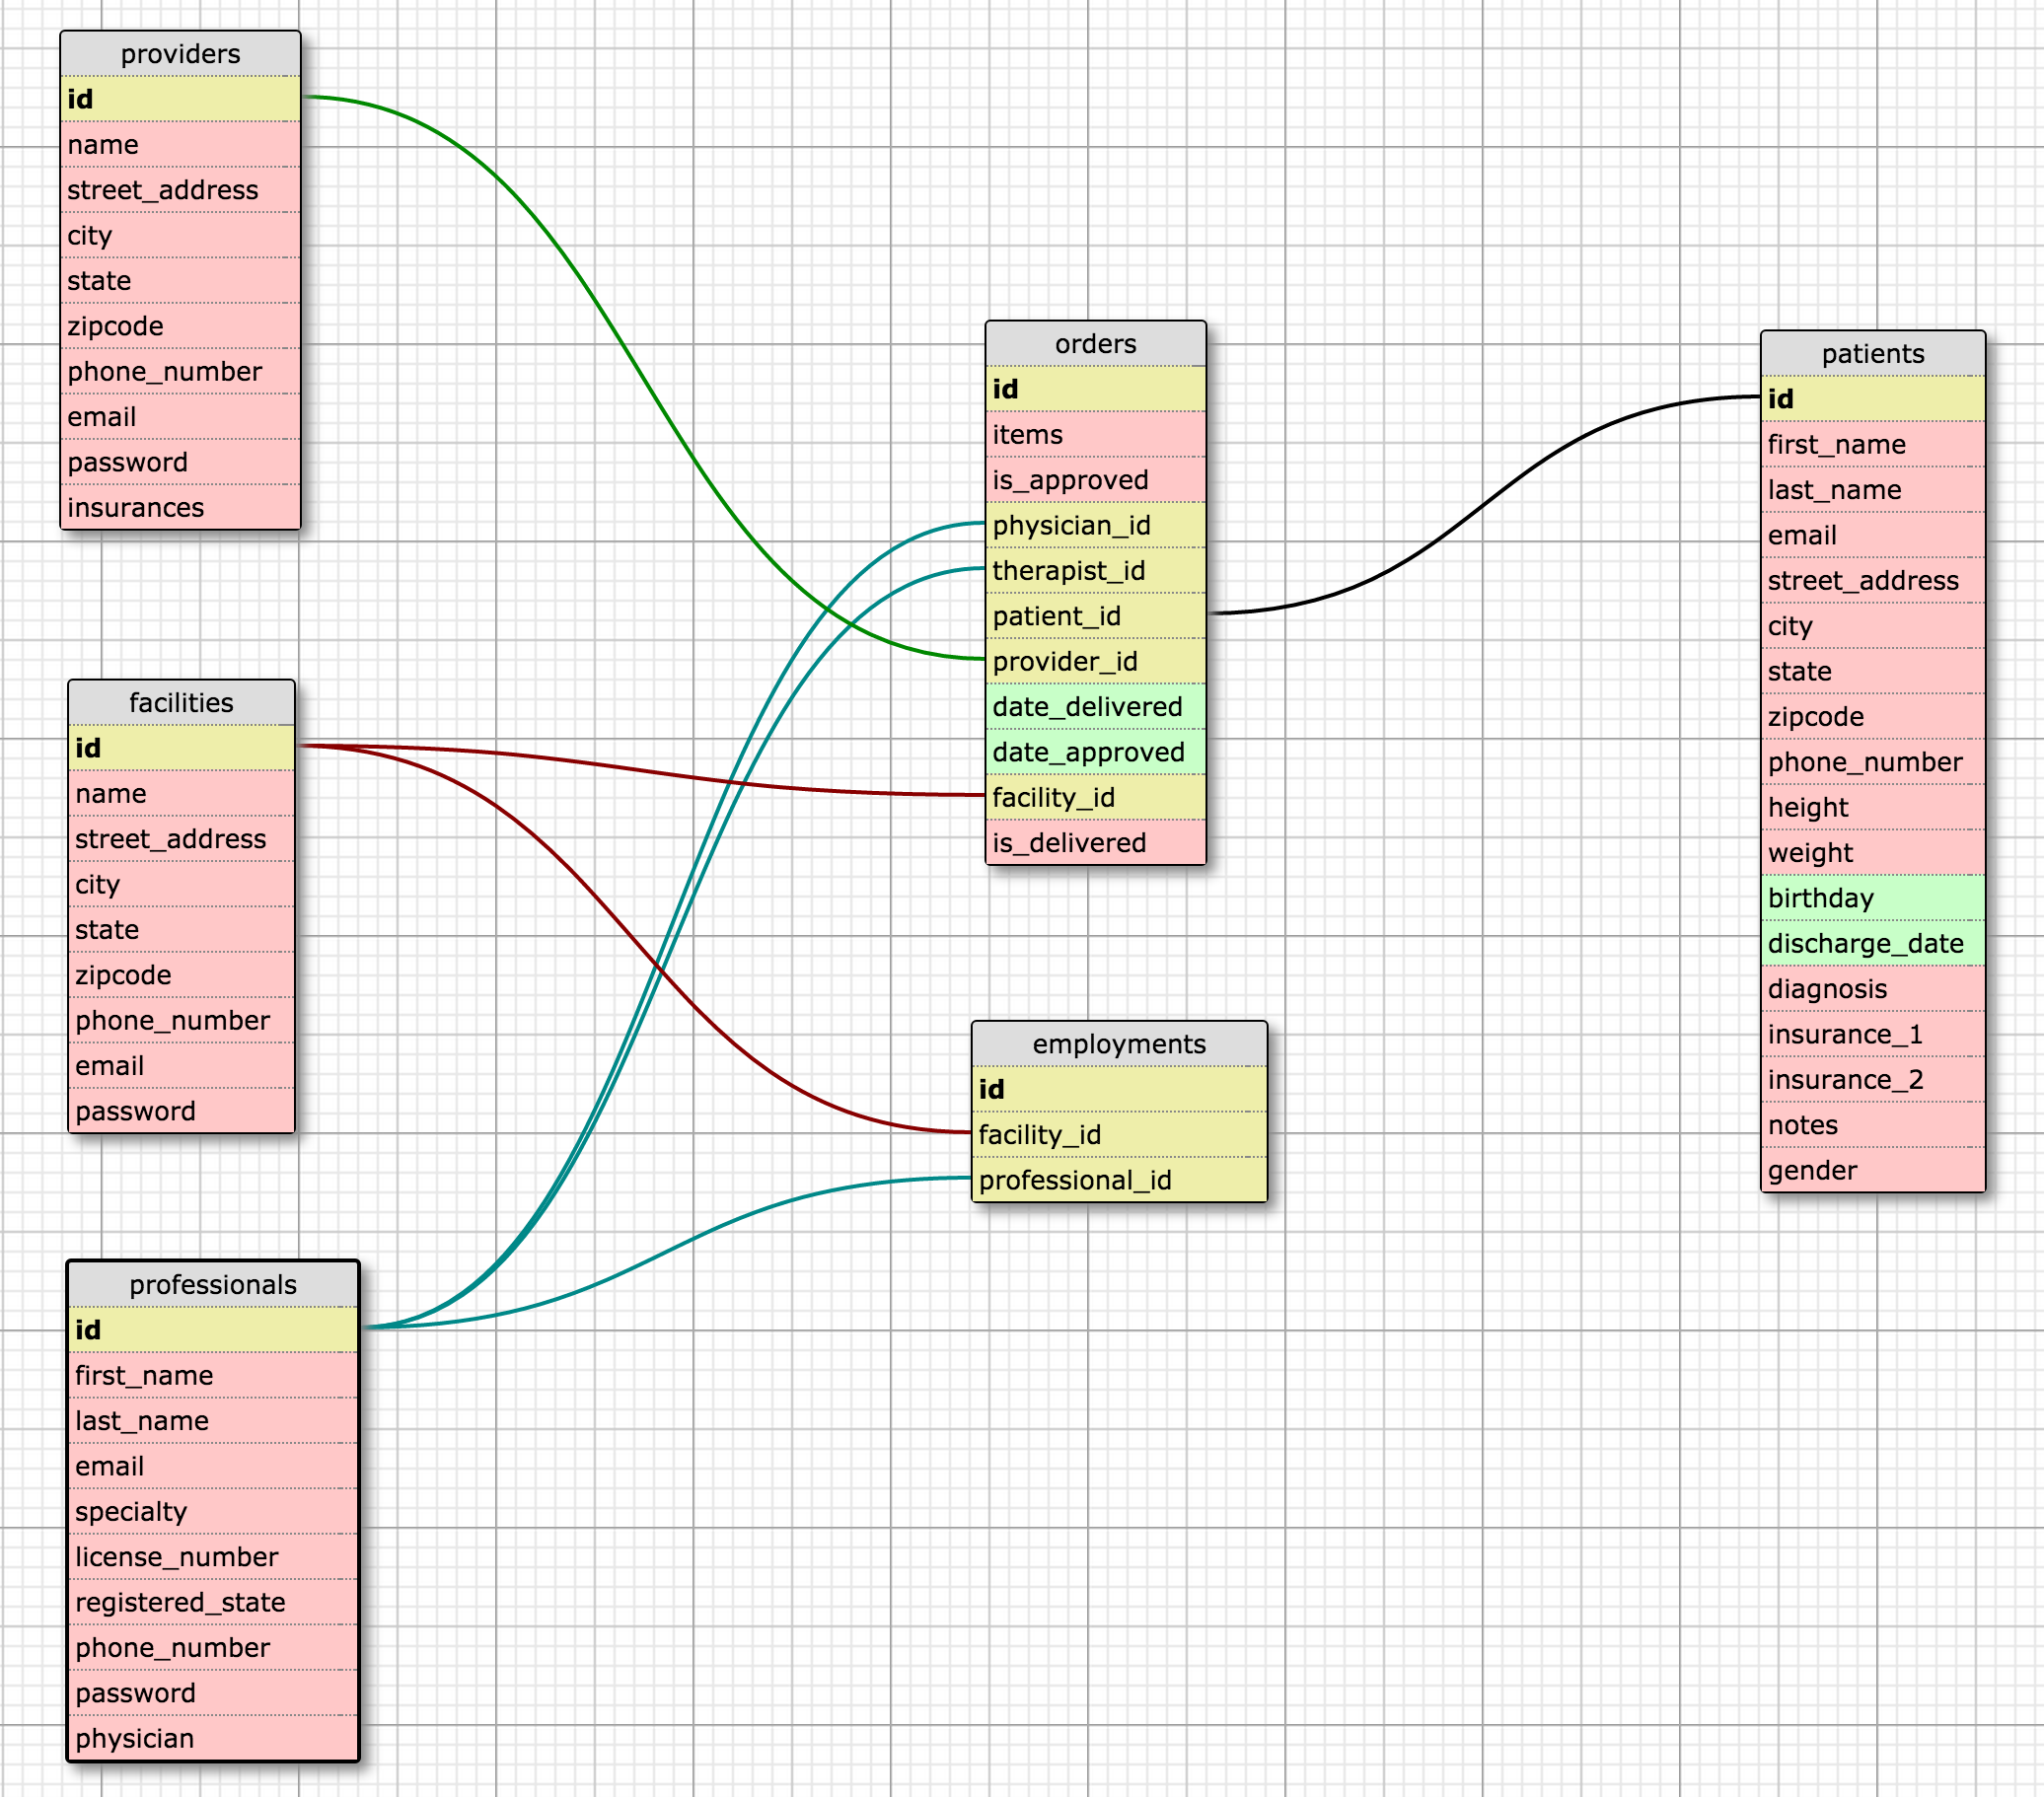 providers
id
name
street_address
city
state
zipcode
phone_number
email
password
insurances
facilities
id
name
street_address
city
state
zipcode
phone_number
email
password
professionals
id
first_name
last_name
email
specialty
license_number
registered_state
phone_number
password
physician
orders
id
items
is_approved
physician_id
therapist_id
patient_id
provider_id
date_delivered
date_approved
facility_id
is_delivered
employments
id
facility_id
professional_id
patients
id
first_name
last_name
email
street_address
city
state
zipcode
phone_number
height
weight
birthday
discharge_date
diagnosis
insurance_1
insurance_2
notes
gender